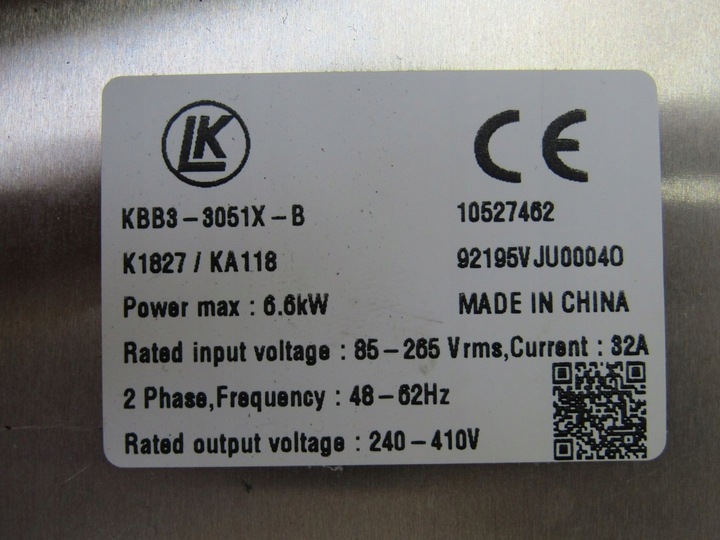 LK CE
KBB3-3051X-B 10527462
K1827 / KA118 92195VJU00040
Power max : 6.6kW MADE IN CHINA
Rated input voltage : 85-265 Vrms,Current : 32A
2 Phase,Frequency : 48-62Hz
Rated output voltage : 240-410V